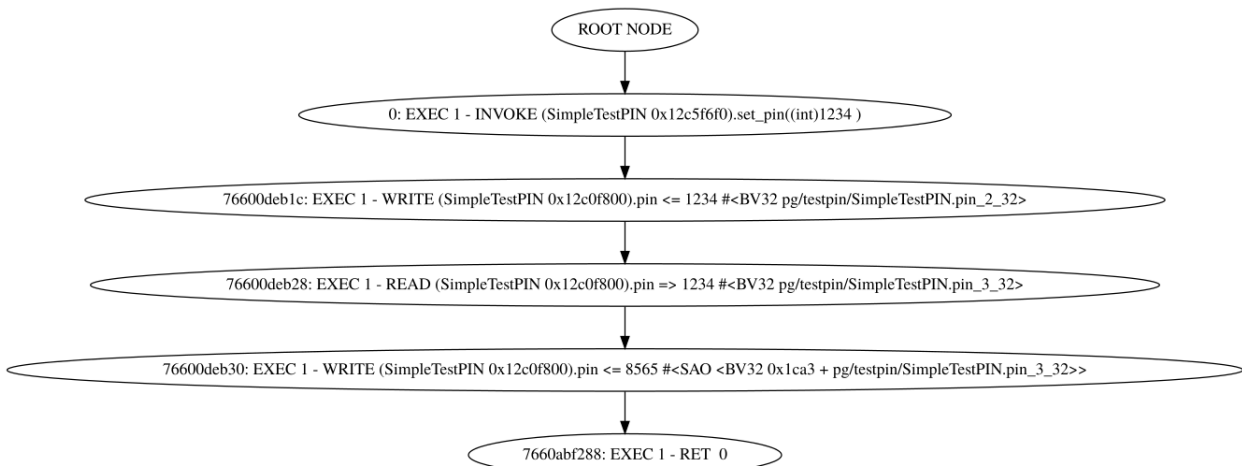 ROOT NODE
0: EXEC 1 - INVOKE (SimpleTestPIN 0x12c5f6f0).set_pin((int)1234 )
76600deb1c: EXEC 1 - WRITE (SimpleTestPIN 0x12c0f800).pin <= 1234 #<BV32 pg/testpin/SimpleTestPIN.pin_2_32>
76600deb28: EXEC 1 - READ (SimpleTestPIN 0x12c0f800).pin => 1234 #<BV32 pg/testpin/SimpleTestPIN.pin_3_32>
76600deb30: EXEC 1 - WRITE (SimpleTestPIN 0x12c0f800).pin <= 8565 #<SAO <BV32 0x1ca3 + pg/testpin/SimpleTestPIN.pin_3_32>>
7660abf288: EXEC 1 - RET  0